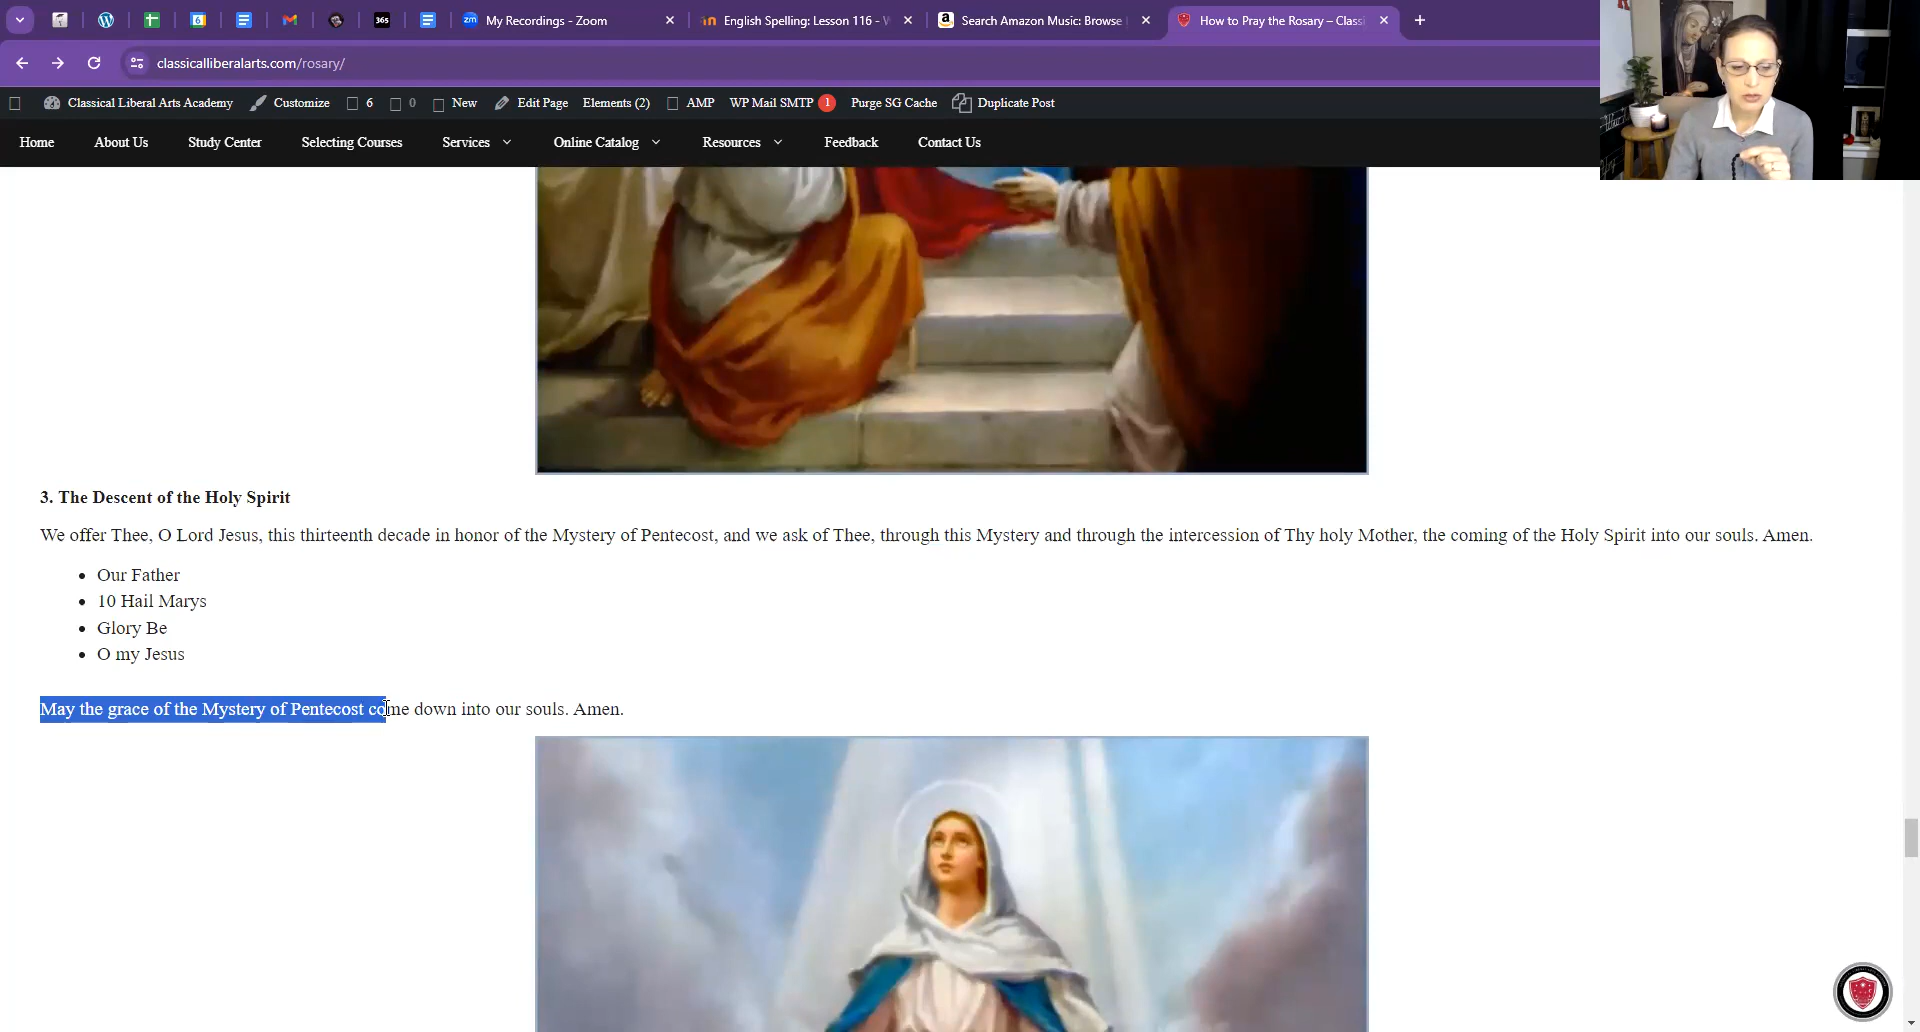 My Recordings - Zoom
English Spelling: Lesson 116 -
Search Amazon Music: Browse
How to Pray the Rosary – Classi
classicalliberalarts.com/rosary/
Classical Liberal Arts Academy
Customize
6
0
New
Edit Page
Elements (2)
AMP
WP Mail SMTP 1
Purge SG Cache
Duplicate Post
Home
About Us
Study Center
Selecting Courses
Services
Online Catalog
Resources
Feedback
Contact Us
3. The Descent of the Holy Spirit
We offer Thee, O Lord Jesus, this thirteenth decade in honor of the Mystery of Pentecost, and we ask of Thee, through this Mystery and through the intercession of Thy holy Mother, the coming of the Holy Spirit into our souls. Amen.
• Our Father
• 10 Hail Marys
• Glory Be
• O my Jesus
May the grace of the Mystery of Pentecost come down into our souls. Amen.